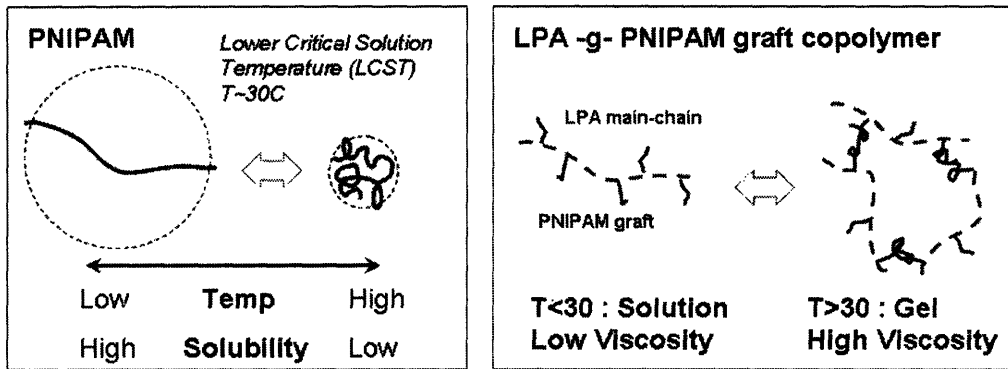 PNIPAM
Lower Critical Solution
Temperature (LCST)
T~30C
Low Temp High
High Solubility Low
LPA -g- PNIPAM graft copolymer
LPA main-chain
PNIPAM graft
T<30 : Solution
Low Viscosity
T>30 : Gel
High Viscosity